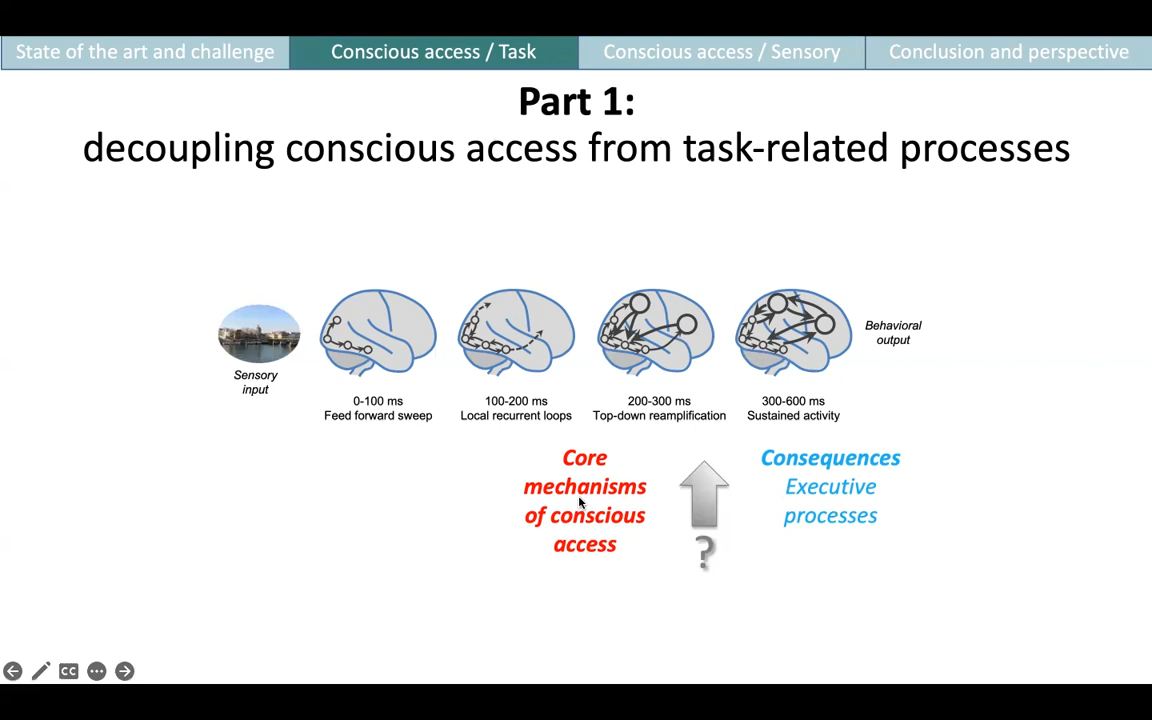 State of the art and challenge
Conscious access / Task
Conscious access / Sensory
Conclusion and perspective
Part 1:
decoupling conscious access from task-related processes
Sensory
input
Behavioral
output
0-100 ms
Feed forward sweep
100-200 ms
Local recurrent loops
200-300 ms
Top-down reamplification
300-600 ms
Sustained activity
Core
mechanisms
of conscious
access
?
Consequences
Executive
processes
CC